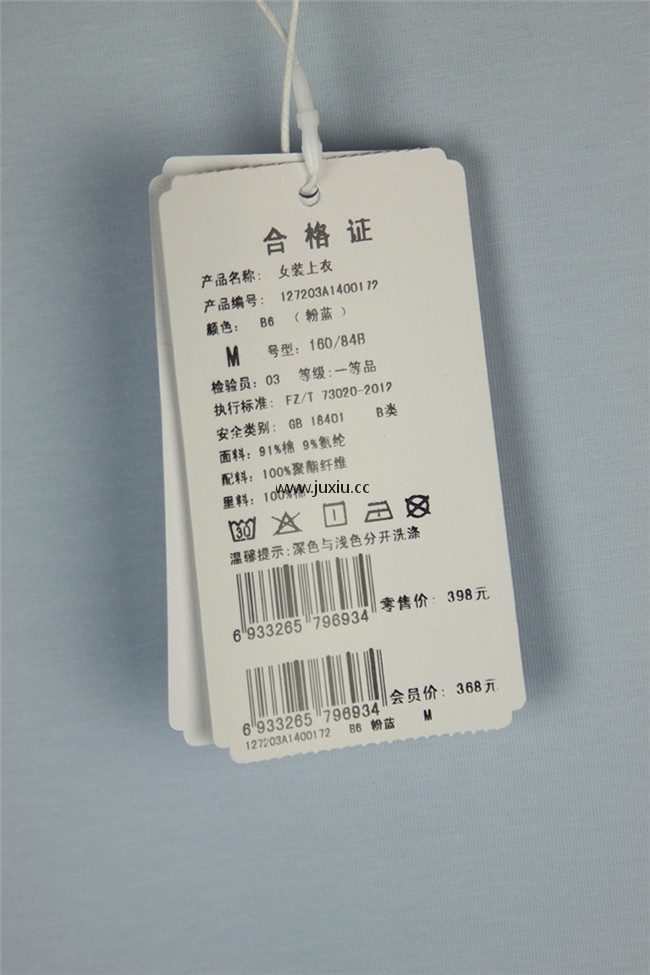 合格证
产品名称: 女装上衣
产品编号: 127203A1400172
颜色: B6 (粉蓝)
M 号型: 160/84B
检验员: 03 等级:一等品
执行标准: FZ/T 73020-2012
安全类别: GB 18401 B类
面料: 91%棉 9%氨纶
配料: 100%聚酯纤维
里料: 100%棉
www.juxiu.cc
30
温馨提示:深色与浅色分开洗涤
6 933265 796934 零售价: 398元
6 933265 796934 会员价: 368元
127203A1400172 B6 粉蓝 M